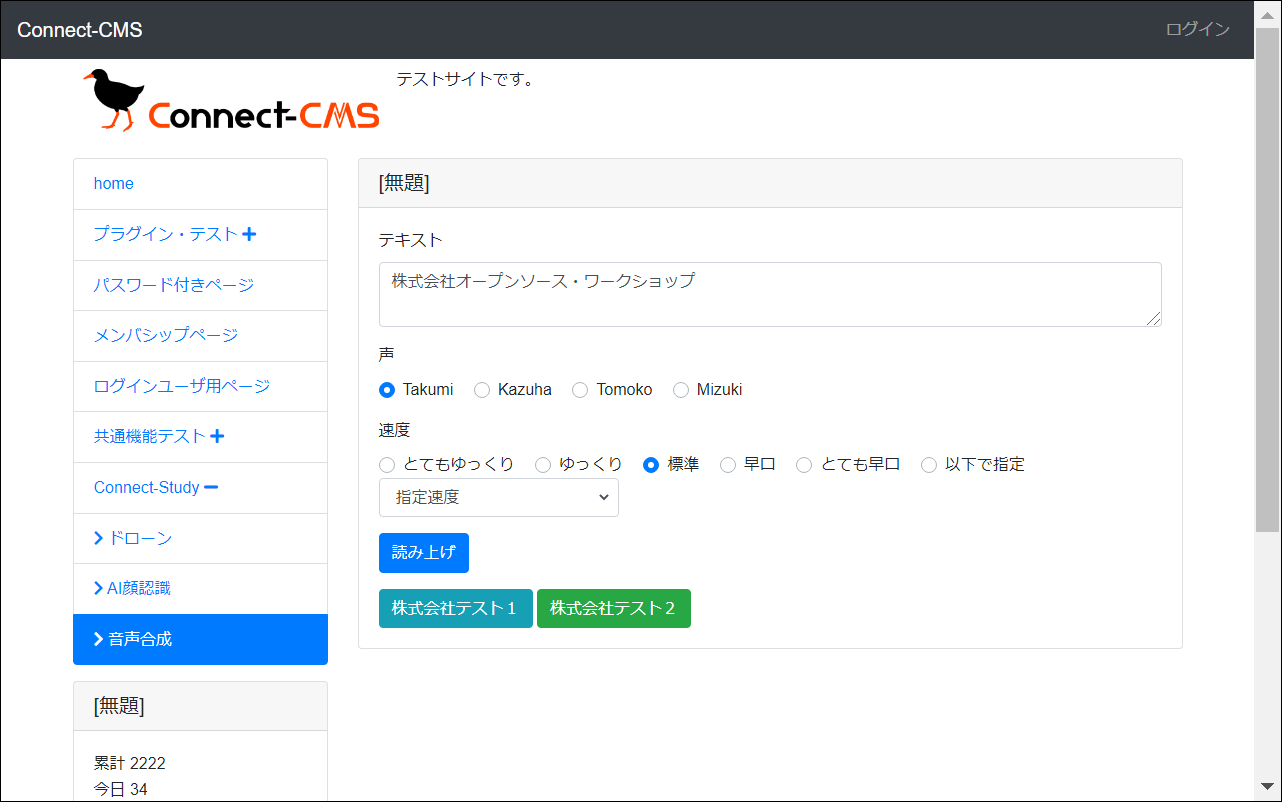 Connect-CMS
ログイン
Connect-CMS
テストサイトです。
home
プラグイン・テスト
パスワード付きページ
メンバシップページ
ログインユーザ用ページ
共通機能テスト
Connect-Study
ドローン
AI顔認識
音声合成
[無題]
累計 2222
今日 34
[無題]
テキスト
株式会社オープンソース・ワークショップ
声
Takumi Kazuha Tomoko Mizuki
速度
とてもゆっくり ゆっくり 標準 早口 とても早口 以下で指定
指定速度
読み上げ
株式会社テスト１ 株式会社テスト２